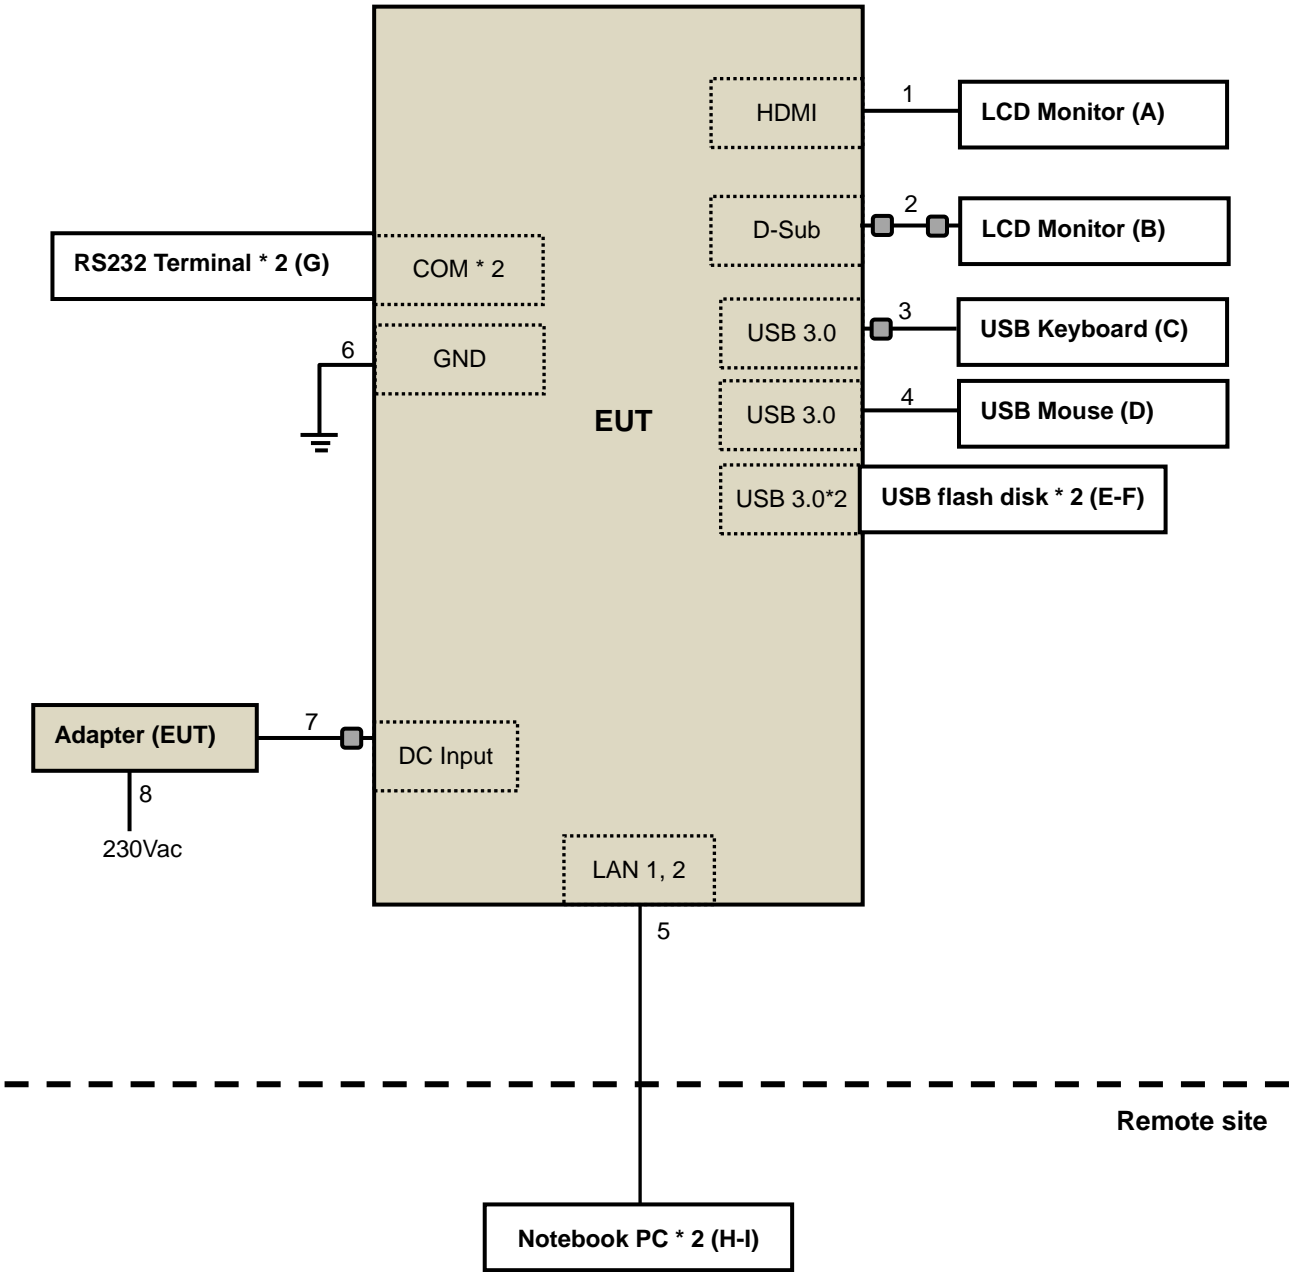 HDMI
1
LCD Monitor (A)
D-Sub
2
LCD Monitor (B)
RS232 Terminal * 2 (G)
COM * 2
USB 3.0
3
USB Keyboard (C)
6
GND
EUT
USB 3.0
4
USB Mouse (D)
USB 3.0*2
USB flash disk * 2 (E-F)
Adapter (EUT)
7
DC Input
8
230Vac
LAN 1, 2
5
Remote site
Notebook PC * 2 (H-I)